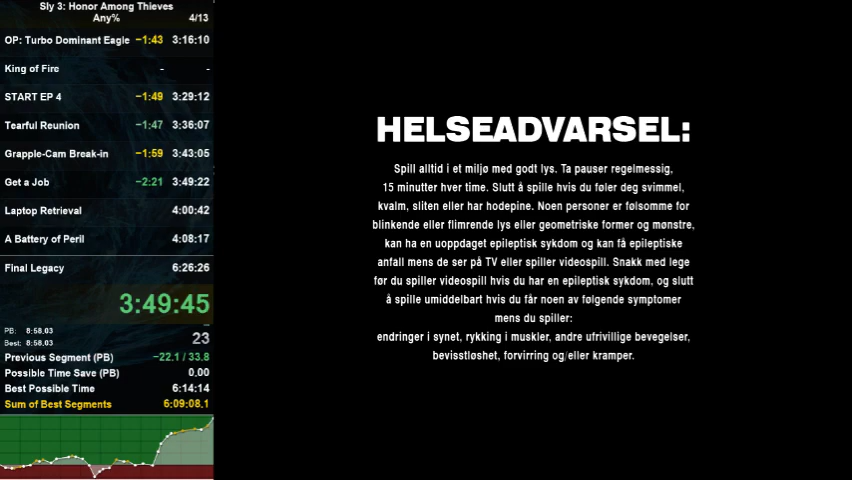 Sly 3: Honor Among Thieves
Any% 4/13
OP: Turbo Dominant Eagle −1:43 3:16:10
King of Fire - -
START EP 4 −1:49 3:29:12
Tearful Reunion −1:47 3:36:07
Grapple-Cam Break-in −1:59 3:43:05
Get a Job −2:21 3:49:22
Laptop Retrieval 4:00:42
A Battery of Peril 4:08:17
Final Legacy 6:26:26
3:49:45
PB: 8:58.03
Best: 8:58.03
23
Previous Segment (PB) −22.1 / 33.8
Possible Time Save (PB) 0.00
Best Possible Time 6:14:14
Sum of Best Segments 6:09:08.1
HELSEADVARSEL:
Spill alltid i et miljø med godt lys. Ta pauser regelmessig,
15 minutter hver time. Slutt å spille hvis du føler deg svimmel,
kvalm, sliten eller har hodepine. Noen personer er følsomme for
blinkende eller flimrende lys eller geometriske former og mønstre,
kan ha en uoppdaget epileptisk sykdom og kan få epileptiske
anfall mens de ser på TV eller spiller videospill. Snakk med lege
før du spiller videospill hvis du har en epileptisk sykdom, og slutt
å spille umiddelbart hvis du får noen av følgende symptomer
mens du spiller:
endringer i synet, rykking i muskler, andre ufrivillige bevegelser,
bevisstløshet, forvirring og/eller kramper.